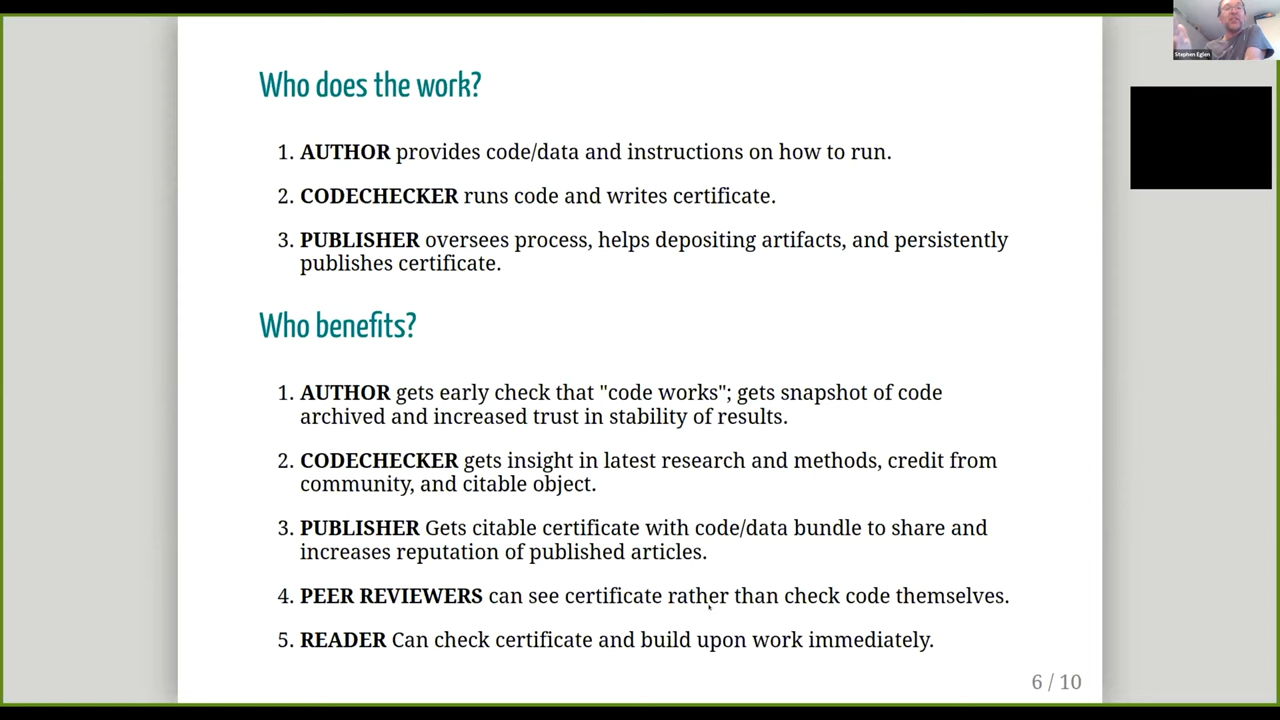 Stephen Eglen
Who does the work?
1. AUTHOR provides code/data and instructions on how to run.
2. CODECHECKER runs code and writes certificate.
3. PUBLISHER oversees process, helps depositing artifacts, and persistently
publishes certificate.
Who benefits?
1. AUTHOR gets early check that "code works"; gets snapshot of code
archived and increased trust in stability of results.
2. CODECHECKER gets insight in latest research and methods, credit from
community, and citable object.
3. PUBLISHER Gets citable certificate with code/data bundle to share and
increases reputation of published articles.
4. PEER REVIEWERS can see certificate rather than check code themselves.
5. READER Can check certificate and build upon work immediately.
6 / 10